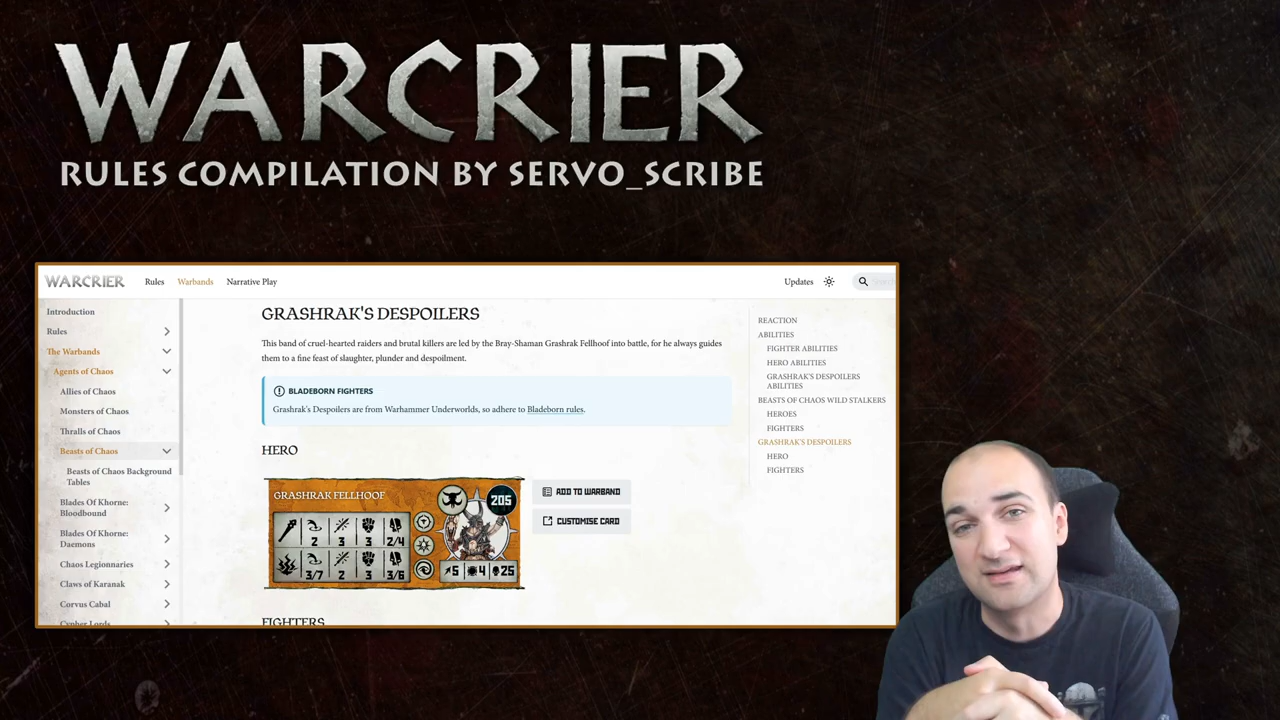 WARCRIER
RULES COMPILATION BY SERVO_SCRIBE
WARCRIER
Rules
Warbands
Narrative Play
Updates
Search
Introduction
Rules
The Warbands
Agents of Chaos
Allies of Chaos
Monsters of Chaos
Thralls of Chaos
Beasts of Chaos
Beasts of Chaos Background
Tables
Blades Of Khorne:
Bloodbound
Blades Of Khorne:
Daemons
Chaos Legionnaries
Claws of Karanak
Corvus Cabal
Cypher Lords
GRASHRAK'S DESPOILERS
This band of cruel-hearted raiders and brutal killers are led by the Bray-Shaman Grashrak Fellhoof into battle, for he always guides
them to a fine feast of slaughter, plunder and despoilment.
BLADEBORN FIGHTERS
Grashrak's Despoilers are from Warhammer Underworlds, so adhere to Bladeborn rules.
HERO
GRASHRAK FELLHOOF
205
2 3 3 2/4
3/7 2 3 3/6
5 4 25
ADD TO WARBAND
CUSTOMISE CARD
FIGHTERS
REACTION
ABILITIES
FIGHTER ABILITIES
HERO ABILITIES
GRASHRAK'S DESPOILERS
ABILITIES
BEASTS OF CHAOS WILD STALKERS
HEROES
FIGHTERS
GRASHRAK'S DESPOILERS
HERO
FIGHTERS